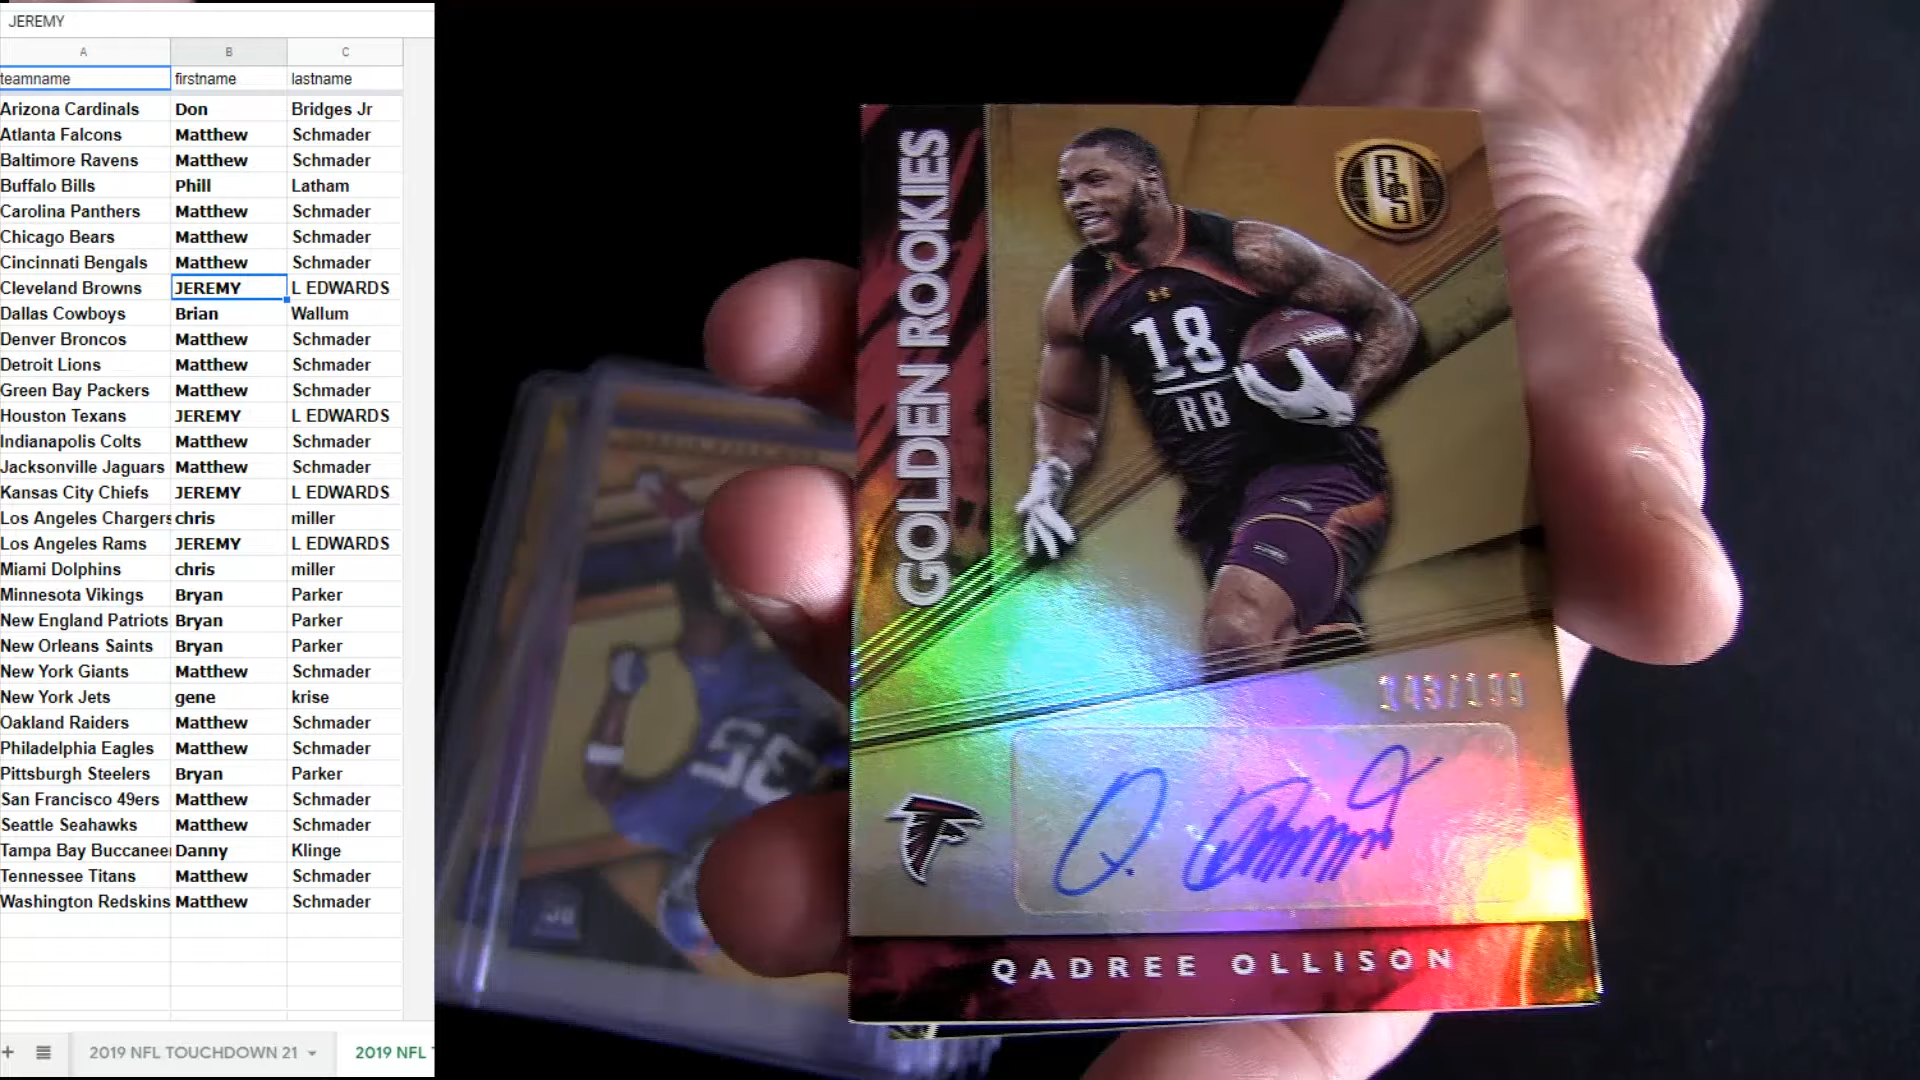 JEREMY
A B C
teamname firstname lastname
Arizona Cardinals Don Bridges Jr
Atlanta Falcons Matthew Schmader
Baltimore Ravens Matthew Schmader
Buffalo Bills Phill Latham
Carolina Panthers Matthew Schmader
Chicago Bears Matthew Schmader
Cincinnati Bengals Matthew Schmader
Cleveland Browns JEREMY L EDWARDS
Dallas Cowboys Brian Wallum
Denver Broncos Matthew Schmader
Detroit Lions Matthew Schmader
Green Bay Packers Matthew Schmader
Houston Texans JEREMY L EDWARDS
Indianapolis Colts Matthew Schmader
Jacksonville Jaguars Matthew Schmader
Kansas City Chiefs JEREMY L EDWARDS
Los Angeles Chargers chris miller
Los Angeles Rams JEREMY L EDWARDS
Miami Dolphins chris miller
Minnesota Vikings Bryan Parker
New England Patriots Bryan Parker
New Orleans Saints Bryan Parker
New York Giants Matthew Schmader
New York Jets gene krise
Oakland Raiders Matthew Schmader
Philadelphia Eagles Matthew Schmader
Pittsburgh Steelers Bryan Parker
San Francisco 49ers Matthew Schmader
Seattle Seahawks Matthew Schmader
Tampa Bay Buccanee Danny Klinge
Tennessee Titans Matthew Schmader
Washington Redskins Matthew Schmader
2019 NFL TOUCHDOWN 21 2019 NFL
GOLDEN ROOKIES
GS
18
RB
143/199
QADREE OLLISON
35